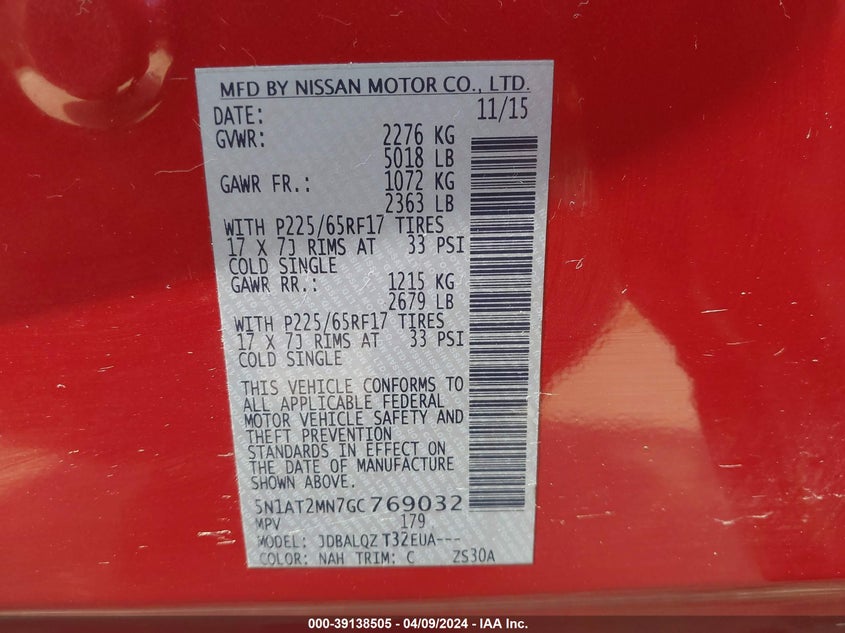 MFD BY NISSAN MOTOR CO., LTD.
DATE: 11/15
GVWR: 2276 KG
5018 LB
GAWR FR.: 1072 KG
2363 LB
WITH P225/65RF17 TIRES
17 X 7J RIMS AT 33 PSI
COLD SINGLE
GAWR RR.: 1215 KG
2679 LB
WITH P225/65RF17 TIRES
17 X 7J RIMS AT 33 PSI
COLD SINGLE
THIS VEHICLE CONFORMS TO
ALL APPLICABLE FEDERAL
MOTOR VEHICLE SAFETY AND
THEFT PREVENTION
STANDARDS IN EFFECT ON
THE DATE OF MANUFACTURE
SHOWN ABOVE.
5N1AT2MN7GC769032
MPV 179
MODEL: JDBALQZ T32EUA---
COLOR: NAH TRIM: C ZS30A
000-39138505 - 04/09/2024 - IAA Inc.